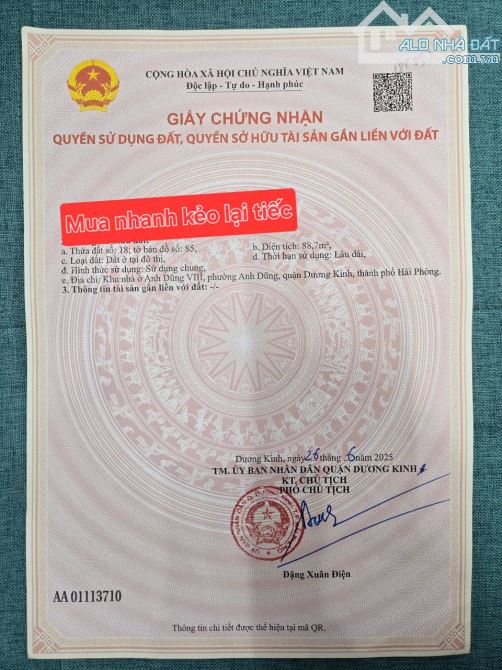 ALO NHÀ ĐẤT
CỘNG HÒA XÃ HỘI CHỦ NGHĨA VIỆT NAM
Độc lập - Tự do - Hạnh phúc
GIẤY CHỨNG NHẬN
QUYỀN SỬ DỤNG ĐẤT, QUYỀN SỞ HỮU TÀI SẢN GẮN LIỀN VỚI ĐẤT
Mua nhanh kẻo lại tiếc
a. Thửa đất số: 18; tờ bản đồ số: 85,
b. Diện tích: 88,7m²,
c. Loại đất: Đất ở tại đô thị,
d. Thời hạn sử dụng: Lâu dài,
đ. Hình thức sử dụng: Sử dụng chung,
e. Địa chỉ: Khu nhà ở Anh Dũng VIII, phường Anh Dũng, quận Dương Kinh, thành phố Hải Phòng.
3. Thông tin tài sản gắn liền với đất: -/-
Dương Kinh, ngày 26 tháng 6 năm 2025
TM. ỦY BAN NHÂN DÂN QUẬN DƯƠNG KINH
KT. CHỦ TỊCH
PHÓ CHỦ TỊCH
Đặng Xuân Điện
AA 01113710
Thông tin chi tiết được thể hiện tại mã QR.